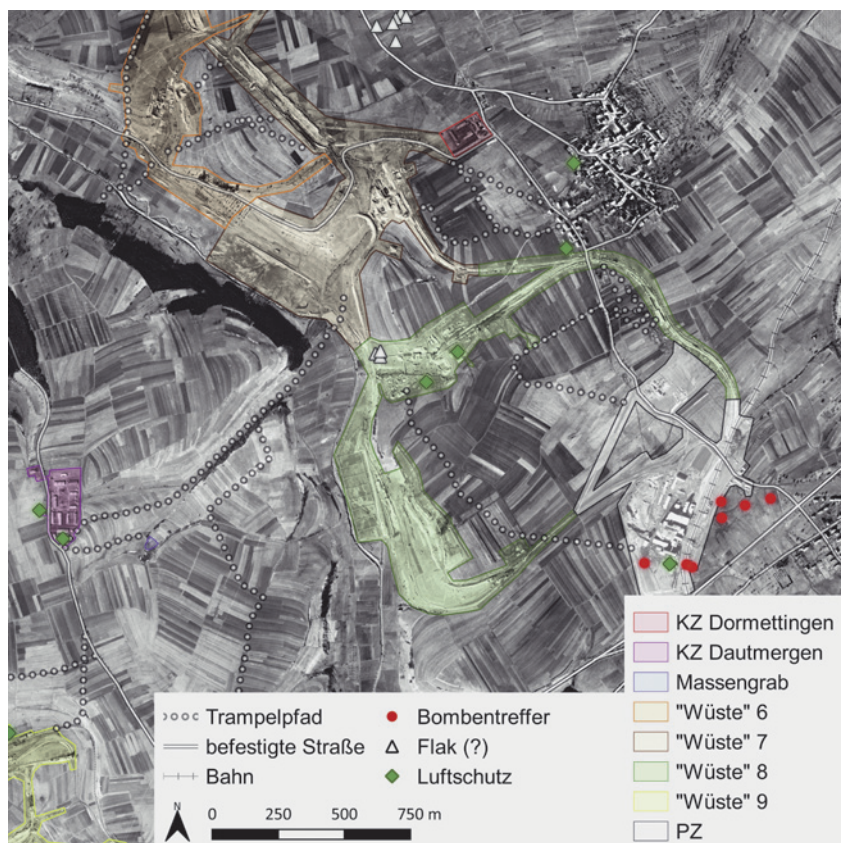 Trampelpfad
befestigte Straße
Bahn
Bombentreffer
Flak (?)
Luftschutz
N
0 250 500 750 m
KZ Dormettingen
KZ Dautmergen
Massengrab
"Wüste" 6
"Wüste" 7
"Wüste" 8
"Wüste" 9
PZ